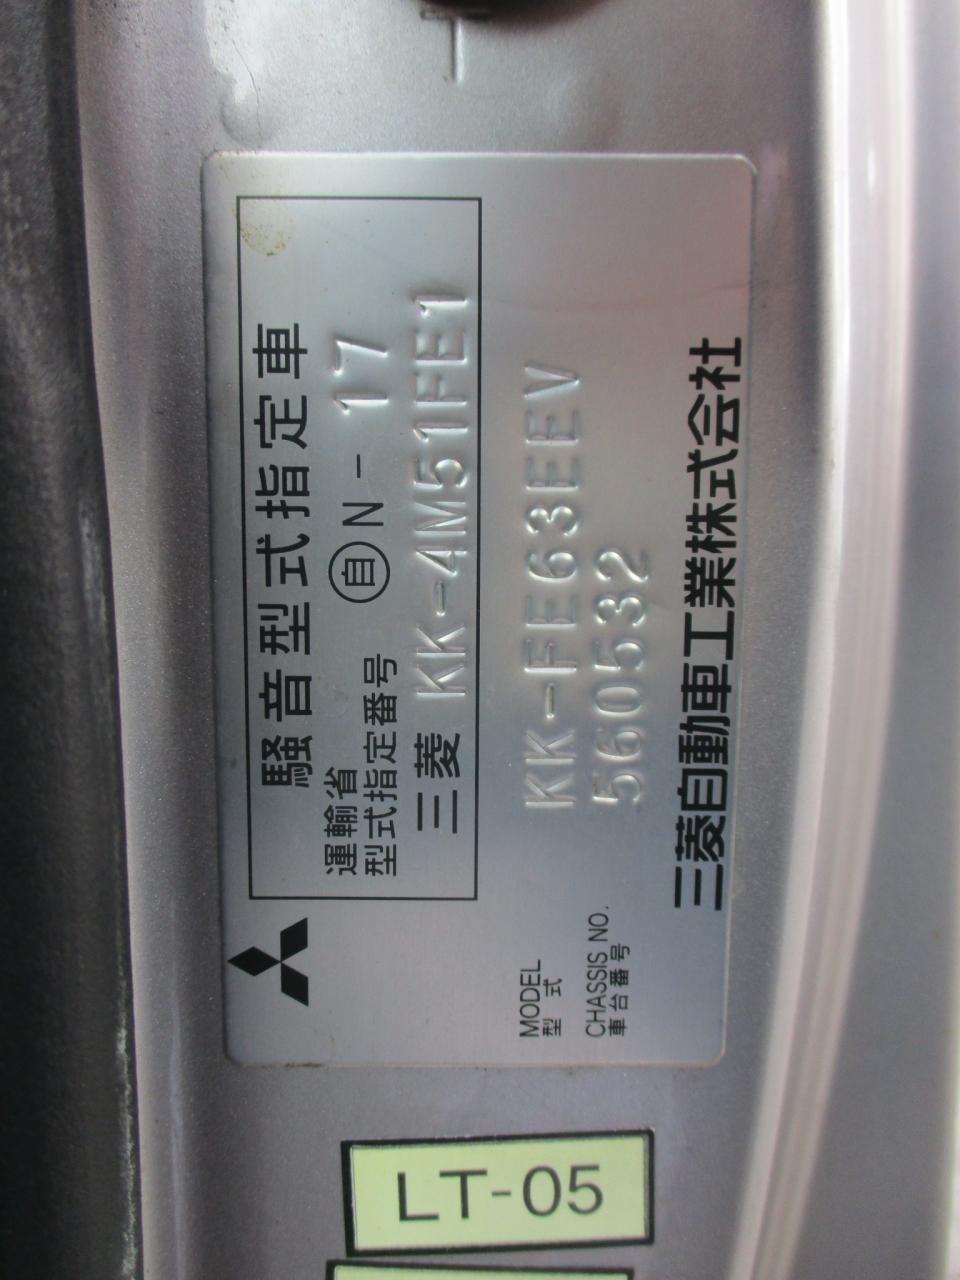 騒音型式指定車
運輸省
型式指定番号 自 N - 17
三菱 KK-4M51FE1
MODEL
型式 KK-FE63EEV
CHASSIS NO.
車台番号 560532
三菱自動車工業株式会社
LT-05